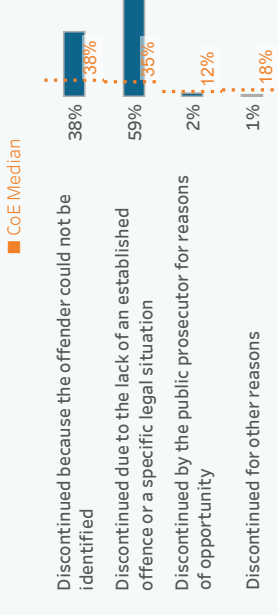 CoE Median
Discontinued because the offender could not be
identified
38%
38%
Discontinued due to the lack of an established
offence or a specific legal situation
59%
35%
Discontinued by the public prosecutor for reasons
of opportunity
2%
12%
Discontinued for other reasons
1%
18%